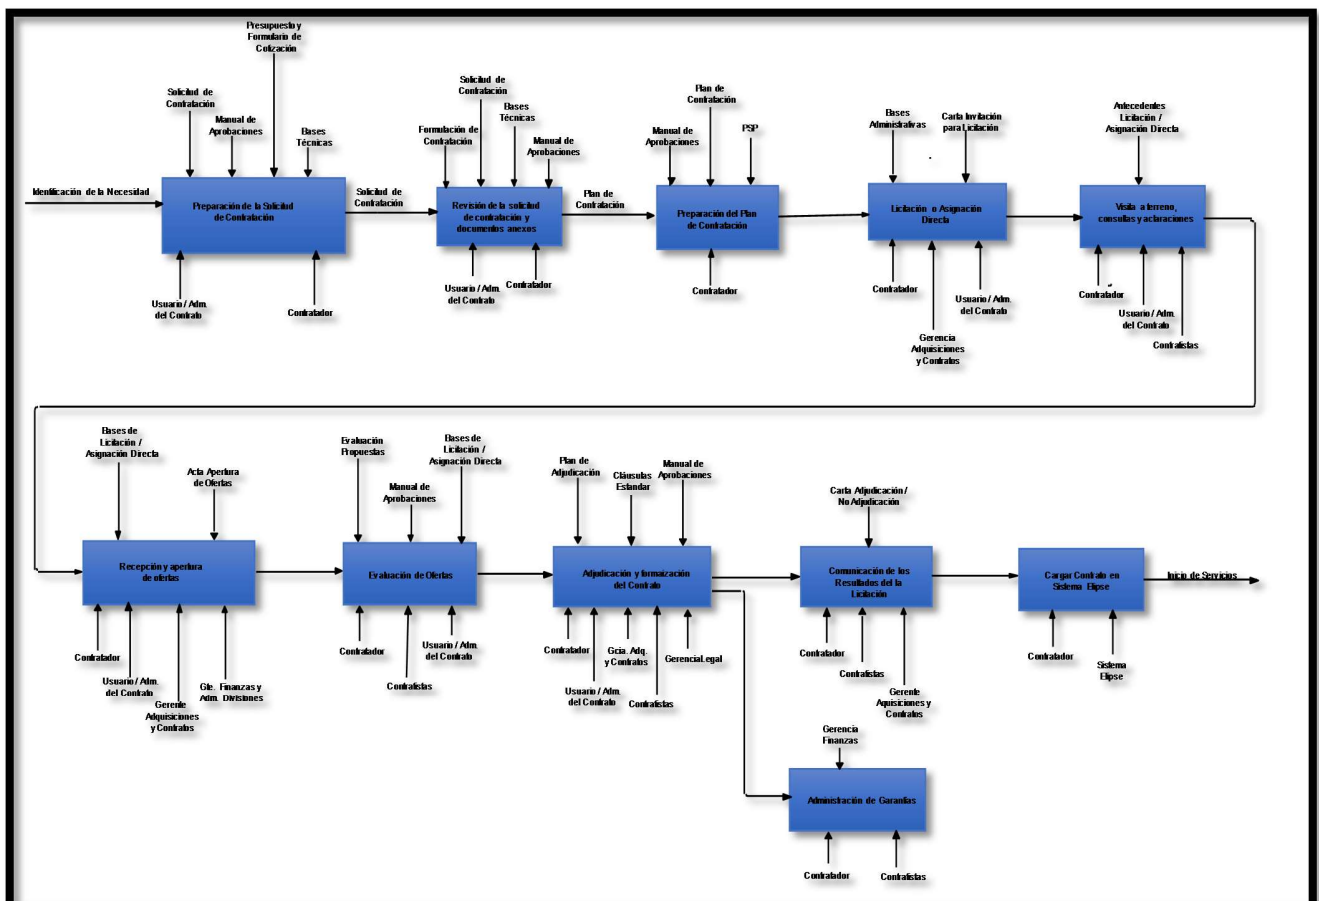 Presupuesto y
Formulario de
Cotización
Solicitud de
Contratación
Manual de
Aprobaciones
Bases
Técnicas
Identificación de la Necesidad
Preparación de la Solicitud
de Contratación
Usuario / Adm.
del Contrato
Contratador
Solicitud de
Contratación
Solicitud de
Contratación
Formulación de
Contratación
Bases
Técnicas
Manual de
Aprobaciones
Revisión de la solicitud
de contratación y
documentos anexos
Usuario / Adm.
del Contrato
Contratador
Plan de
Contratación
Plan de
Contratación
Manual de
Aprobaciones
PSP
Preparación del Plan
de Contratación
Contratador
Bases
Administrativas
Carta Invitación
para Licitación
Licitación o Asignación
Directa
Contratador
Usuario / Adm.
del Contrato
Gerencia
Adquisiciones
y Contratos
Antecedentes
Licitación /
Asignación Directa
Visita a terreno,
consultas y aclaraciones
Contratador
Usuario / Adm.
del Contrato
Contratistas
Bases de
Licitación /
Asignación Directa
Acta Apertura
de Ofertas
Recepción y apertura
de ofertas
Contratador
Usuario / Adm.
del Contrato
Gerente
Adquisiciones
y Contratos
Gte. Finanzas y
Adm. Divisiones
Evaluación
Propuestas
Manual de
Aprobaciones
Bases de
Licitación /
Asignación Directa
Evaluación de Ofertas
Contratador
Contratistas
Usuario / Adm.
del Contrato
Plan de
Adjudicación
Cláusulas
Estandar
Manual de
Aprobaciones
Adjudicación y formaización
del Contrato
Contratador
Usuario / Adm.
del Contrato
Gcia. Adq.
y Contratos
Contratistas
Gerencia Legal
Carta Adjudicación /
No Adjudicación
Comunicación de los
Resultados del la
Licitación
Contratador
Contratistas
Gerente
Aquisiciones y
Contratos
Cargar Contrato en
Sistema Elipse
Contratador
Sistema
Elipse
Inicio de Servicios
Gerencia
Finanzas
Administración de Garantías
Contratador
Contratistas